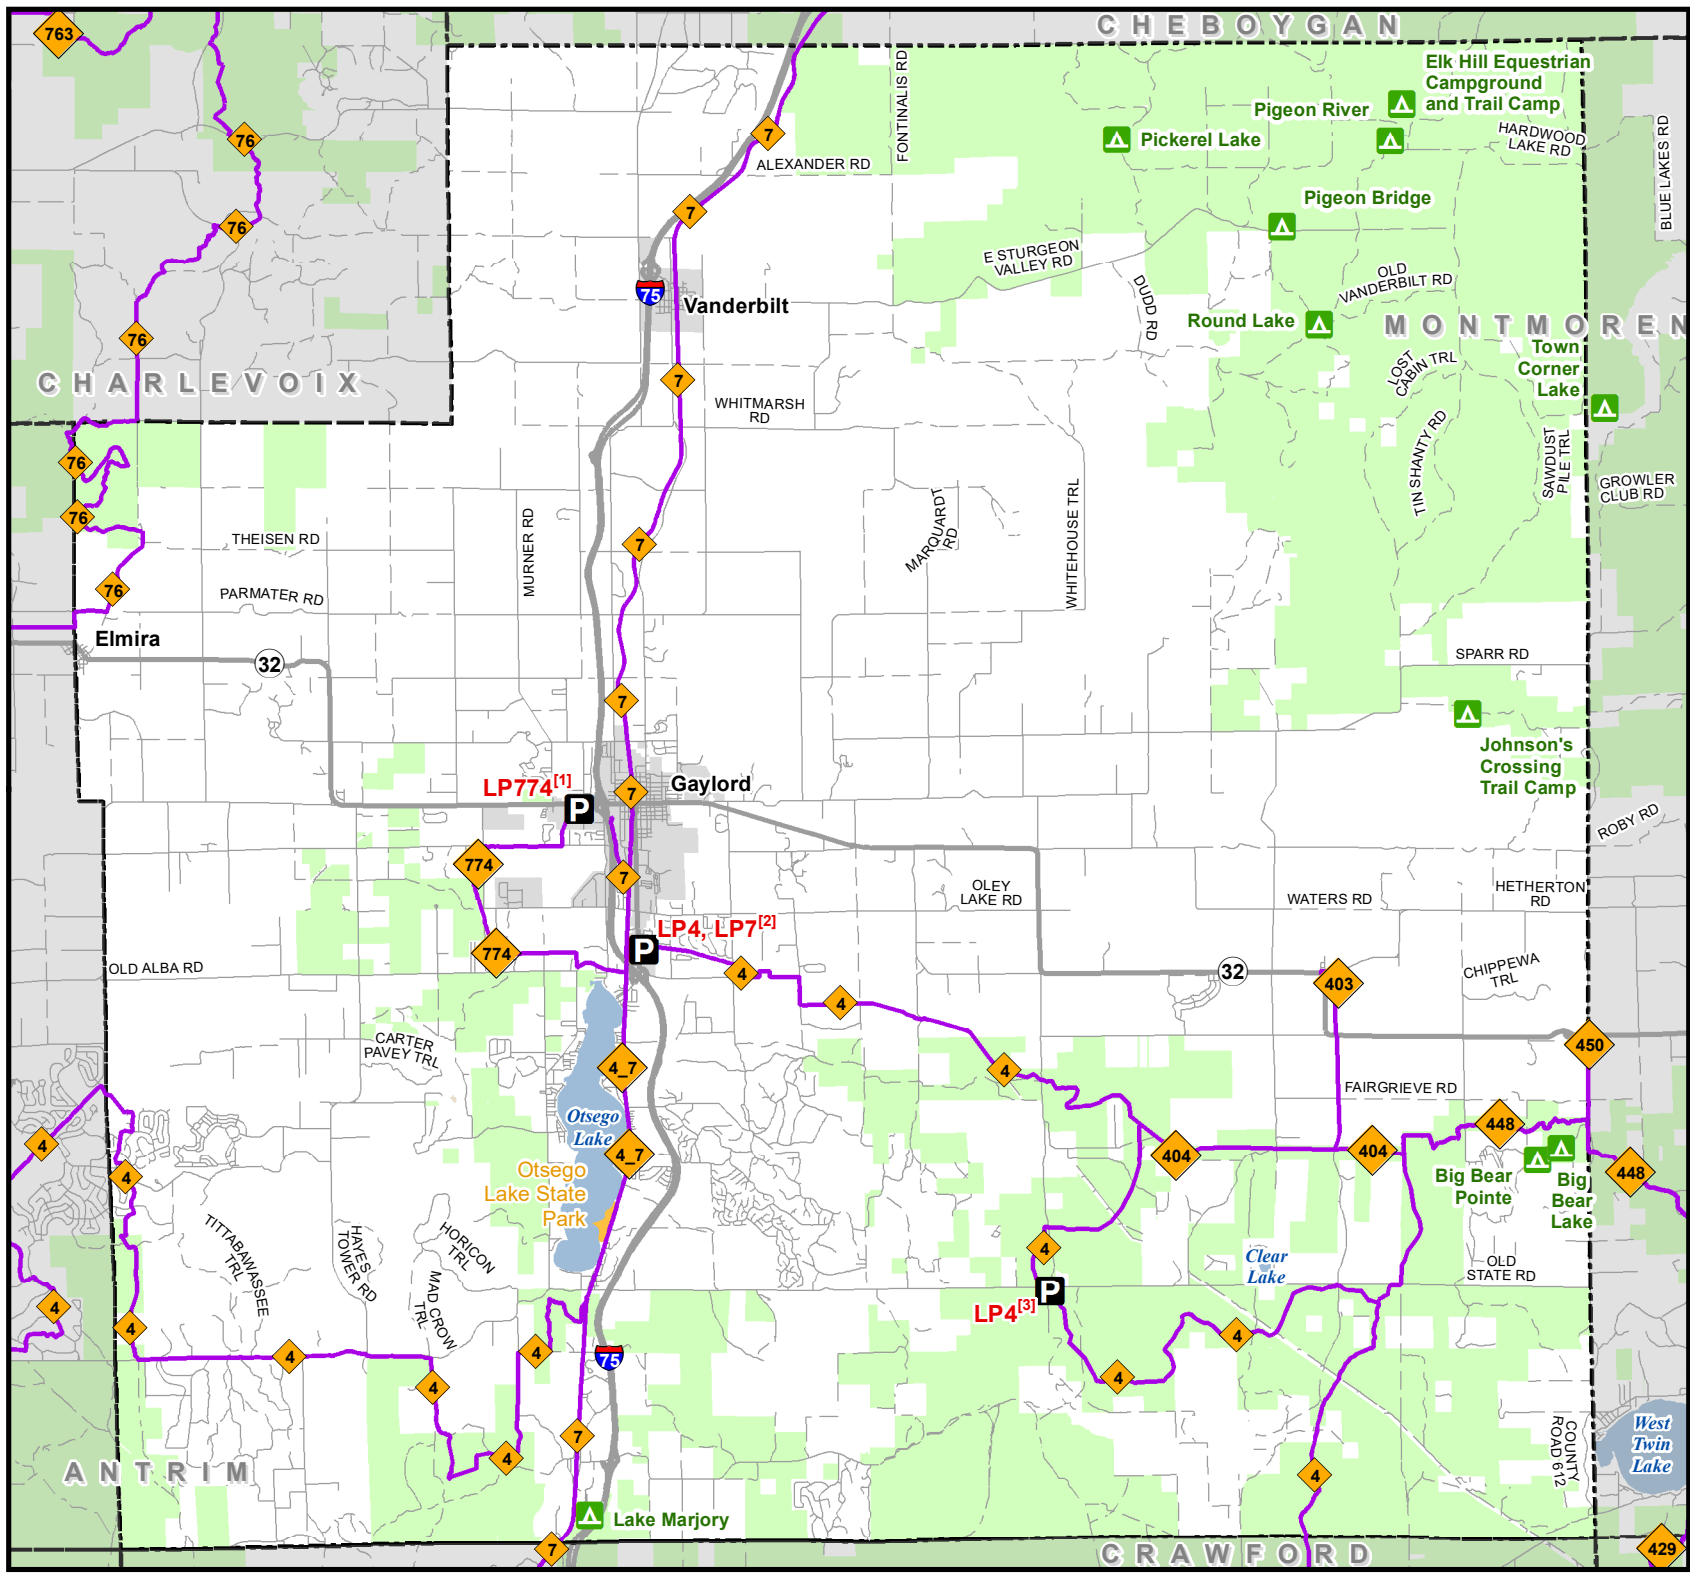 CHEBOYGAN
763
Elk Hill Equestrian
Campground
and Trail Camp
Pigeon River
FONTINALIS RD
HARDWOOD
LAKE RD
BLUE LAKES RD
76
7
Pickerel Lake
ALEXANDER RD
Pigeon Bridge
76
7
E STURGEON
VALLEY RD
OLD
VANDERBILT RD
75
Vanderbilt
DUDD RD
Round Lake
MONTMOREN
76
Town
Corner
Lake
LOST
CABIN TRL
CHARLEVOIX
7
WHITMARSH
RD
TIN SHANTY RD
SAWDUST
PILE TRL
76
GROWLER
CLUB RD
76
MURNER RD
MARQUARDT
RD
WHITEHOUSE TRL
THEISEN RD
7
76
PARMATER RD
Elmira
32
SPARR RD
7
Johnson's
Crossing
Trail Camp
LP774[1]
P
7
Gaylord
ROBY RD
774
7
OLEY
LAKE RD
WATERS RD
HETHERTON
RD
LP4, LP7[2]
P
774
OLD ALBA RD
4
32
403
CHIPPEWA
TRL
4
CARTER
PAVEY TRL
450
4_7
4
FAIRGRIEVE RD
Otsego
Lake
448
4
4_7
404
404
448
Otsego
Lake State
Park
4
Big Bear
Pointe
Big
Bear
Lake
TITTABAWASSEE
TRL
HAYES
TOWER RD
HORICON
TRL
4
Clear
Lake
OLD
STATE RD
MAD CROW
TRL
P
LP4[3]
4
4
4
4
4
75
4
4
4
7
COUNTY
ROAD 612
West
Twin
Lake
ANTRIM
4
4
Lake Marjory
7
CRAWFORD
429